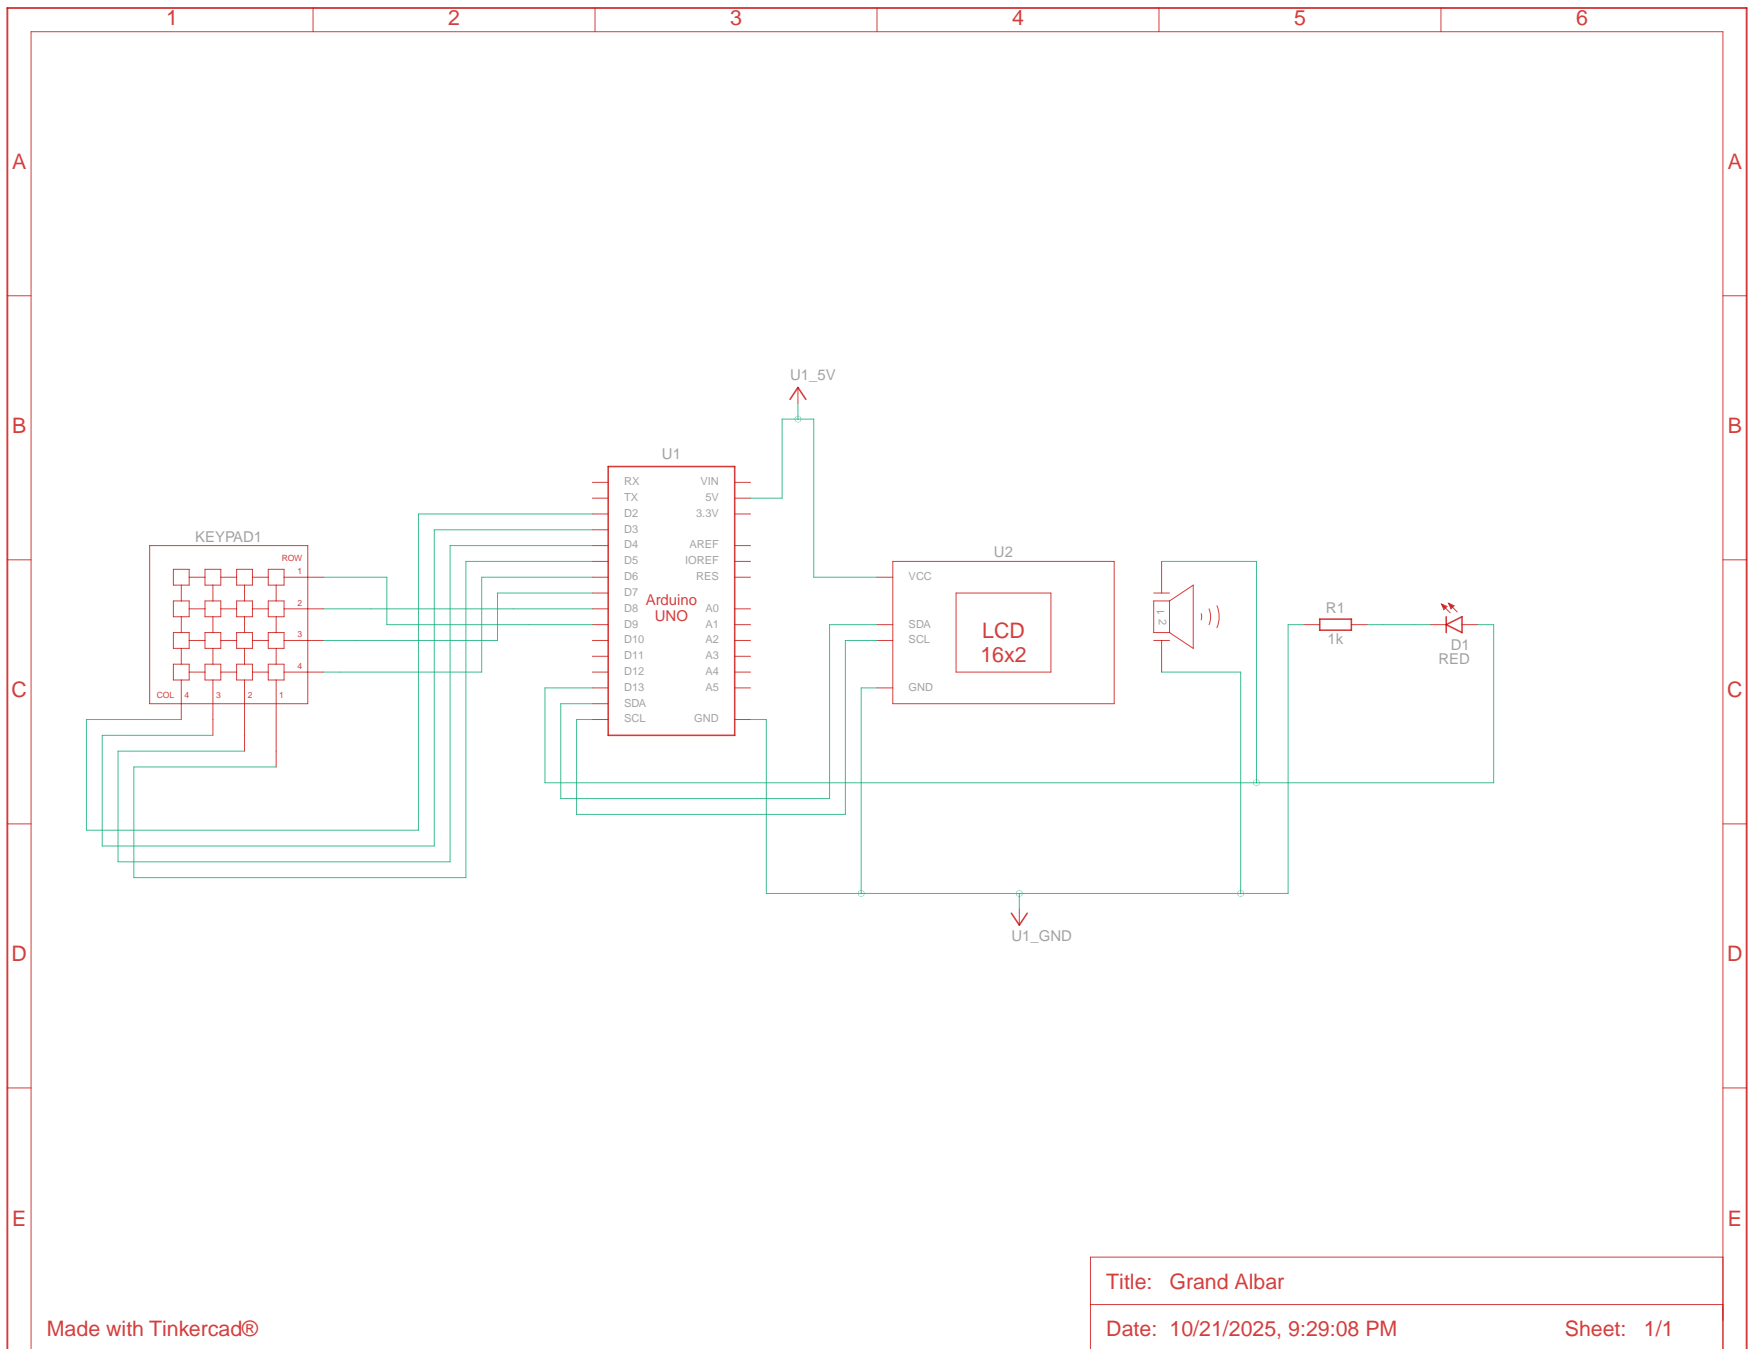 1 2 3 4 5 6
A A
B B
C C
D D
E E
U1_5V
U1
RX VIN
TX 5V
D2 3.3V
D3
D4 AREF
D5 IOREF
D6 RES
D7
D8 A0
D9 A1
D10 A2
D11 A3
D12 A4
D13 A5
SDA
SCL GND
Arduino
UNO
KEYPAD1
ROW
1
2
3
4
COL 4 3 2 1
U2
VCC
SDA
SCL
GND
LCD
16x2
1 2
R1
1k
D1
RED
U1_GND
Title: Grand Albar
Date: 10/21/2025, 9:29:08 PM Sheet: 1/1
Made with Tinkercad®